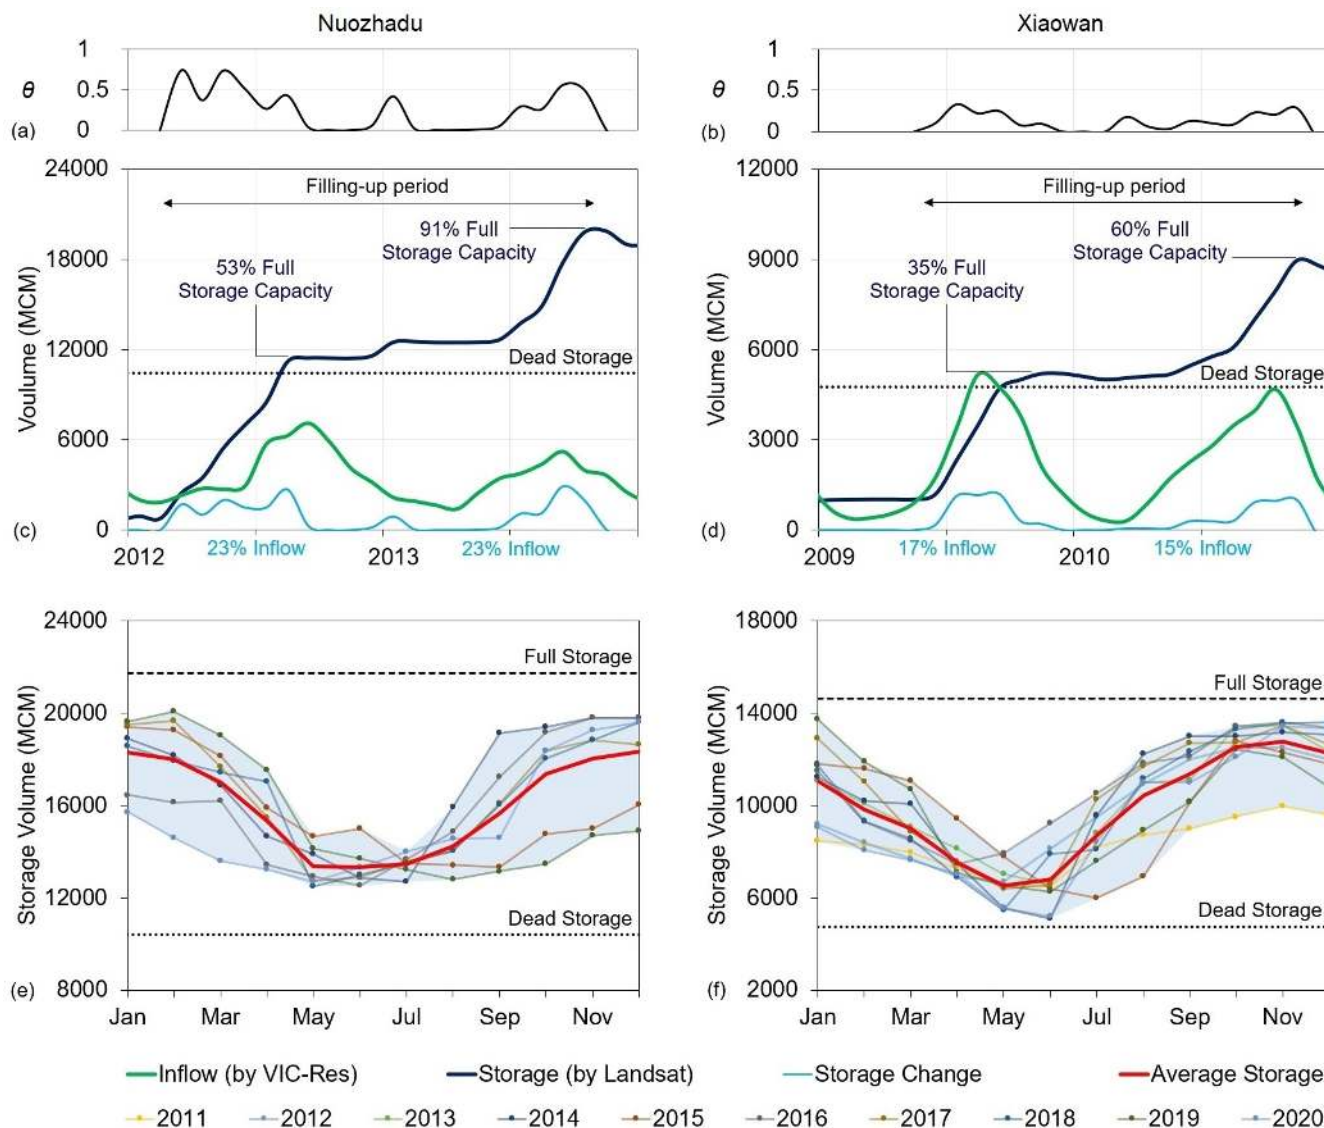 Nuozhadu
Xiaowan
1
θ
0.5
(a)
0
1
θ
0.5
(b)
0
24000
Filling-up period
91% Full
Storage Capacity
18000
53% Full
Storage Capacity
Voulume (MCM)
12000
Dead Storage
6000
(c)
0
2012
23% Inflow
2013
23% Inflow
12000
Filling-up period
60% Full
Storage Capacity
9000
35% Full
Storage Capacity
Volume (MCM)
6000
Dead Storage
3000
(d)
0
2009
17% Inflow
2010
15% Inflow
24000
Full Storage
20000
Storage Volume (MCM)
16000
12000
Dead Storage
(e)
8000
Jan Mar May Jul Sep Nov
18000
Full Storage
14000
Storage Volume (MCM)
10000
6000
Dead Storage
(f)
2000
Jan Mar May Jul Sep Nov
Inflow (by VIC-Res) Storage (by Landsat) Storage Change Average Storage
2011 2012 2013 2014 2015 2016 2017 2018 2019 2020